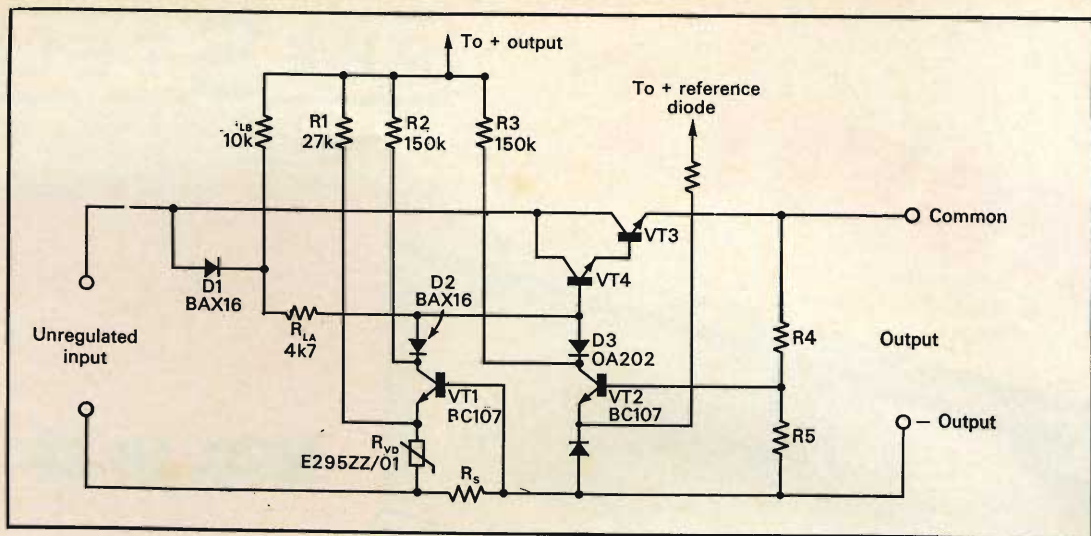 To + output
To + reference
diode
LB
10k
R1
27k
R2
150k
R3
150k
Common
VT3
VT4
D1
BAX16
D2
BAX16
RLA
4k7
Unregulated
input
D3
OA202
R4
Output
VT1
BC107
VT2
BC107
R5
− Output
RVD
E295ZZ/01
RS